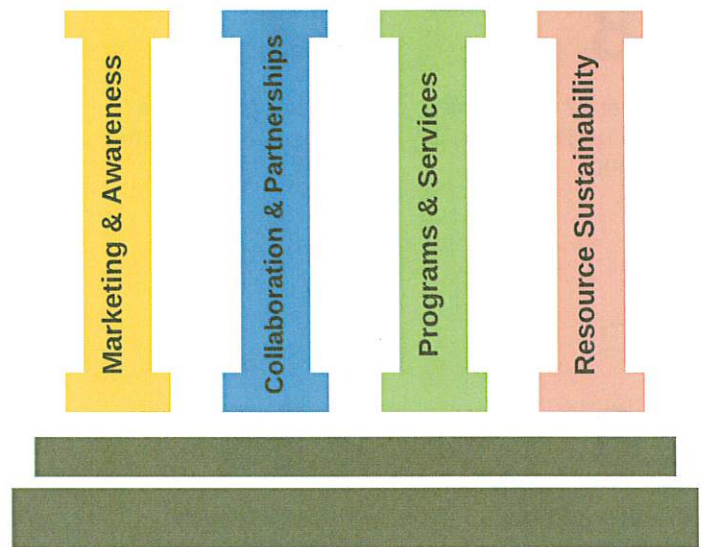 Marketing & Awareness
Collaboration & Partnerships
Programs & Services
Resource Sustainability